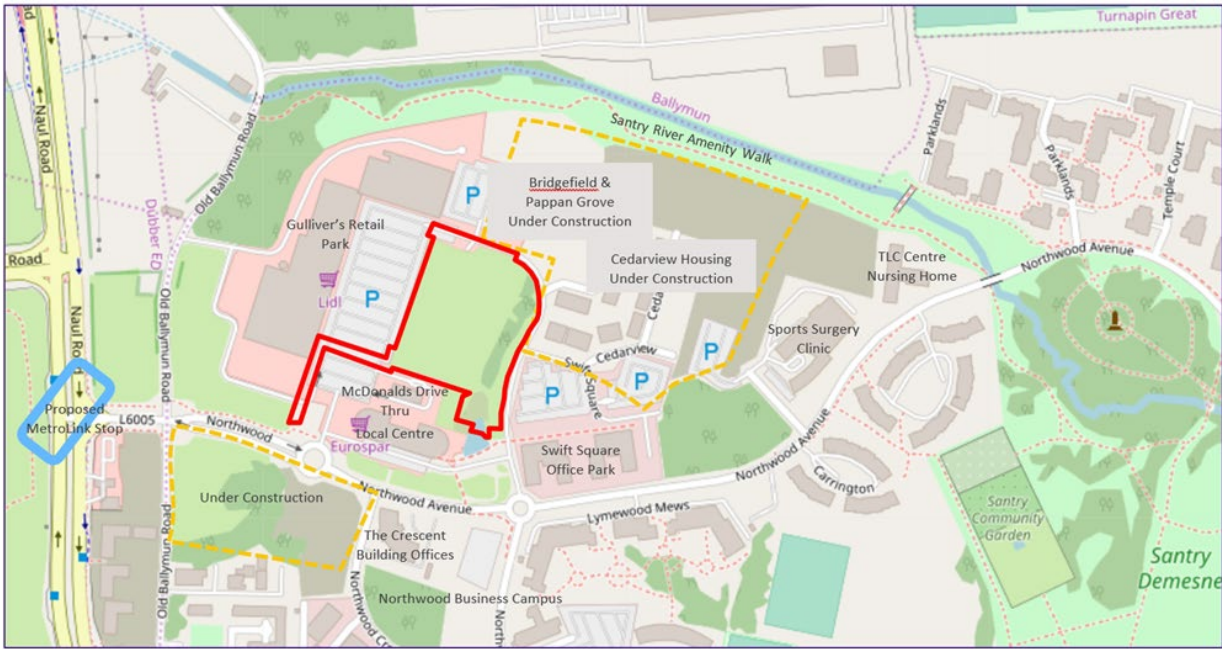 Road
Turnapin Great
Naul Road
Old Ballymun Road
Ballymun
Santry River Amenity Walk
Parklands
Parklands
Temple Court
P
Bridgefield &
Pappan Grove
Under Construction
Dubber ED
Gulliver's Retail
Park
Road
Lidl
P
Cedarview Housing
Under Construction
TLC Centre
Nursing Home
Northwood Avenue
Naul Road
Old Ballymun Road
Sports Surgery
Clinic
Cedarview
P
P
P
Swift Square
McDonalds Drive
Thru
Local Centre
Eurospar
Proposed
MetroLink Stop
L6005
Northwood
Swift Square
Office Park
Northwood Avenue
Carrington
Under Construction
Northwood Avenue
Lymewood Mews
Santry
Community
Garden
Old Ballymun Road
The Crescent
Building Offices
Santry
Demesne
Northwood Business Campus